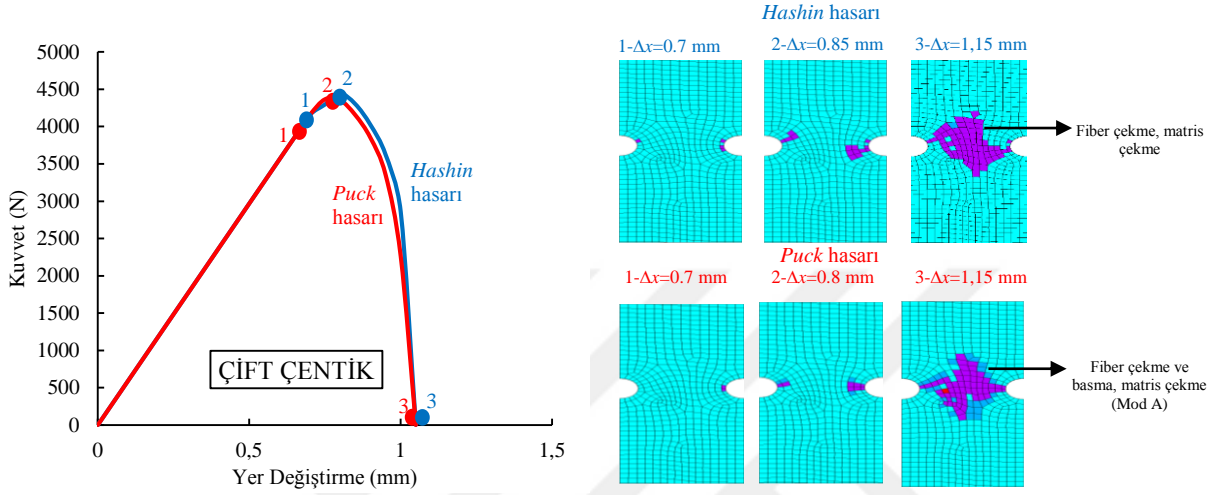 5000
4500
4000
3500
3000
2500
2000
1500
1000
500
0
Kuvvet (N)
0
0,5
1
1,5
Yer Değiştirme (mm)
1
2
3
1
2
3
Puck
hasarı
Hashin
hasarı
ÇİFT ÇENTİK
Hashin hasarı
1-Δx=0.7 mm
2-Δx=0.85 mm
3-Δx=1,15 mm
Fiber çekme, matris
çekme
Puck hasarı
1-Δx=0.7 mm
2-Δx=0.8 mm
3-Δx=1,15 mm
Fiber çekme ve
basma, matris çekme
(Mod A)